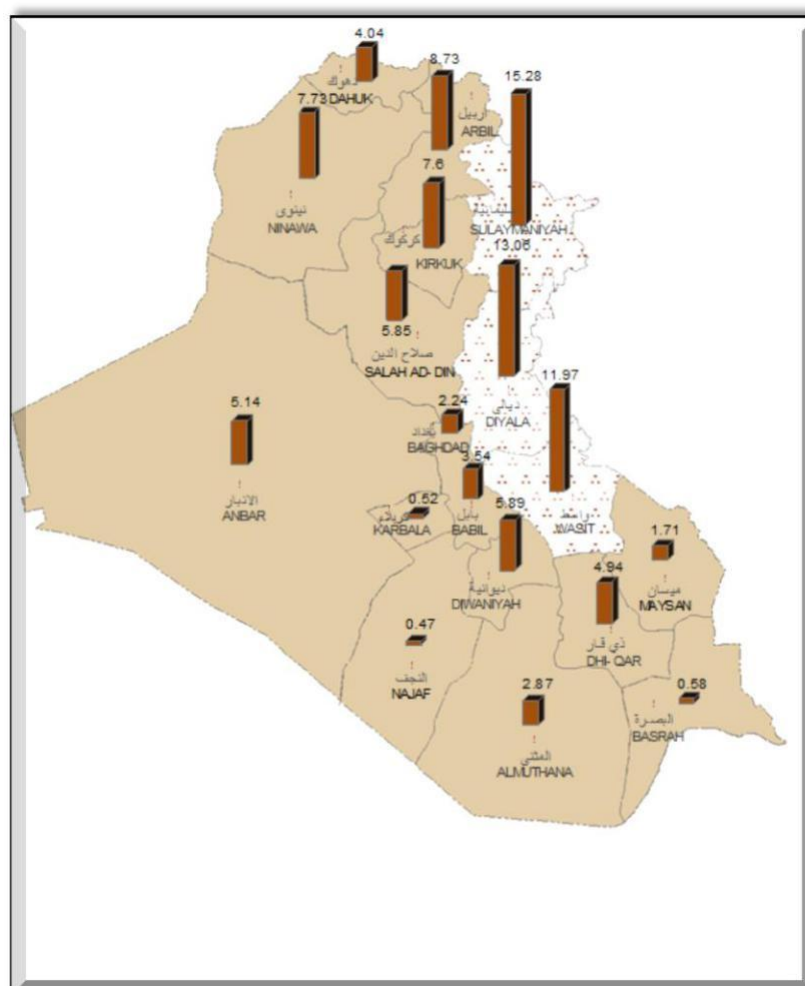 4.04
دهوك
DAHUK
8.73
اربيل
ARBIL
15.28
7.73
نينوى
NINAWA
7.6
كركوك
KIRKUK
سليمانية
SULAYMANIYAH
13.06
5.85
صلاح الدين
SALAH AD- DIN
ديالى
DIYALA
11.97
2.24
بغداد
BAGHDAD
5.14
الانبار
ANBAR
3.54
بابل
BABIL
0.52
كربلاء
KARBALA
5.89
ديوانية
DIWANIYAH
واسط
WASIT
1.71
ميسان
MAYSAN
4.94
ذي قار
DHI- QAR
0.47
النجف
NAJAF
2.87
المثنى
ALMUTHANA
0.58
البصرة
BASRAH